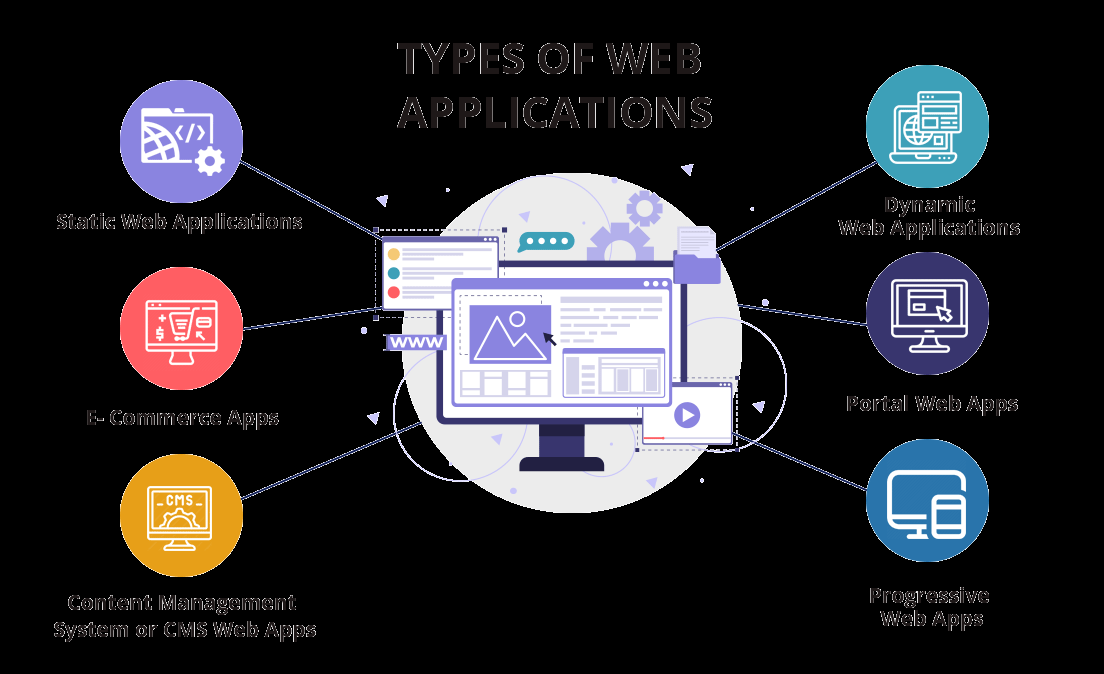 TYPES OF WEB
APPLICATIONS
Static Web Applications
E- Commerce Apps
CMS
Content Management
System or CMS Web Apps
WWW
$
Dynamic
Web Applications
Portal Web Apps
Progressive
Web Apps